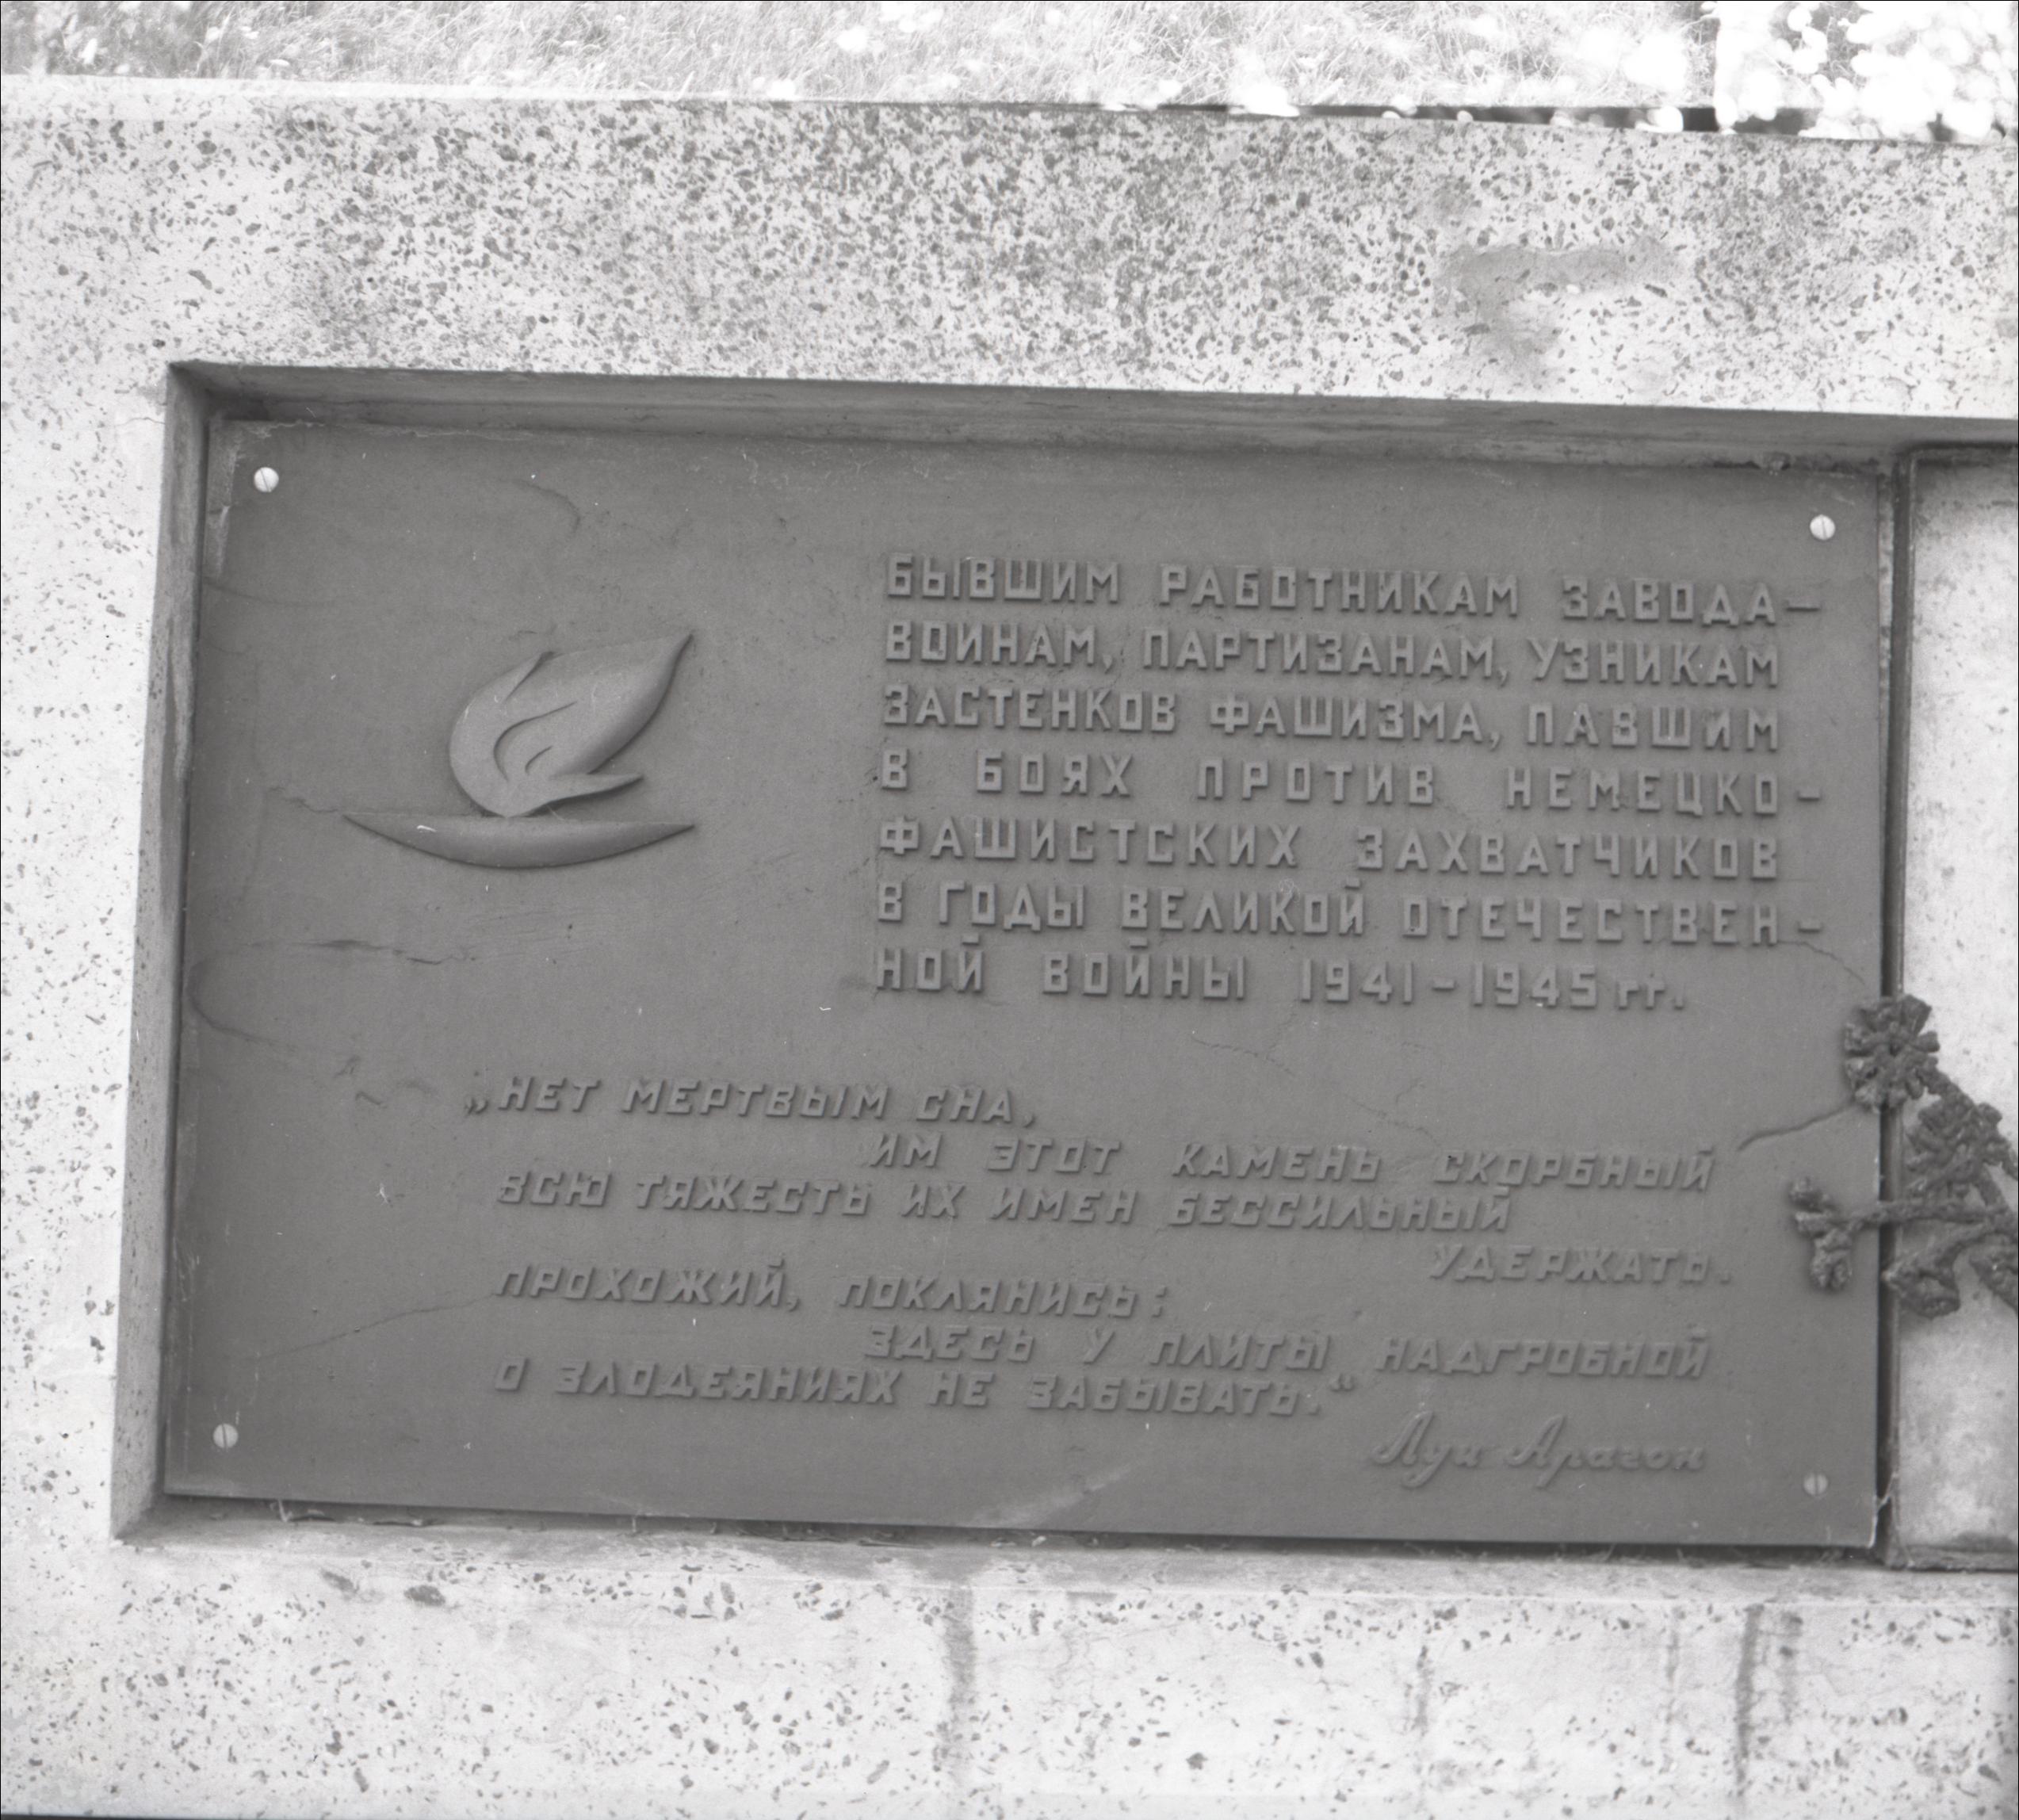 БЫВШИМ РАБОТНИКАМ ЗАВОДА—
ВОИНАМ, ПАРТИЗАНАМ, УЗНИКАМ
ЗАСТЕНКОВ ФАШИЗМА, ПАВШИМ
В БОЯХ ПРОТИВ НЕМЕЦКО-
ФАШИСТСКИХ ЗАХВАТЧИКОВ
В ГОДЫ ВЕЛИКОЙ ОТЕЧЕСТВЕН-
НОЙ ВОЙНЫ 1941-1945 гг.
„НЕТ МЕРТВЫМ СНА,
ИМ ЭТОТ КАМЕНЬ СКОРБНЫЙ
ВСЮ ТЯЖЕСТЬ ИХ ИМЕН БЕССИЛЬНЫЙ
УДЕРЖАТЬ.
ПРОХОЖИЙ, ПОКЛЯНИСЬ:
ЗДЕСЬ У ПЛИТЫ НАДГРОБНОЙ
О ЗЛОДЕЯНИЯХ НЕ ЗАБЫВАТЬ.“
Луи Арагон